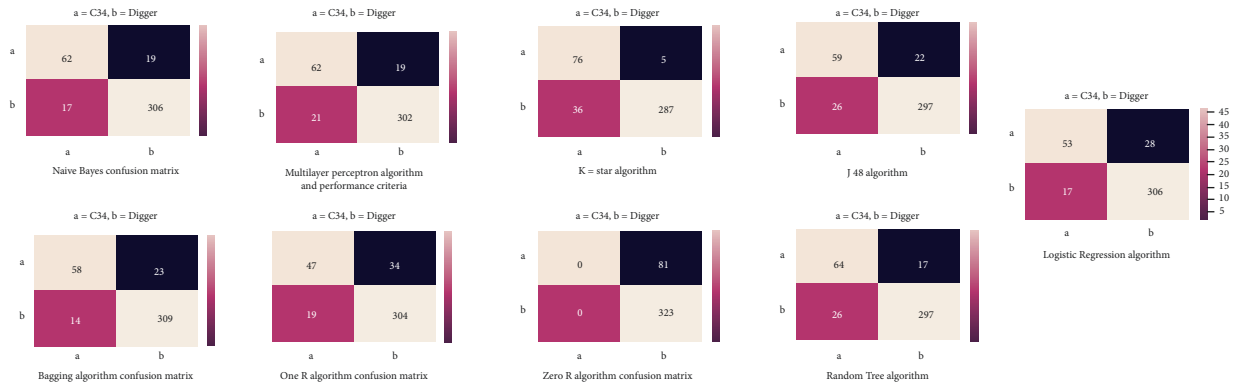 a = C34, b = Digger
a
62
19
b
17
306
a
b
Naive Bayes confusion matrix
a = C34, b = Digger
a
62
19
b
21
302
a
b
Multilayer perceptron algorithm
and performance criteria
a = C34, b = Digger
a
76
5
b
36
287
a
b
K = star algorithm
a = C34, b = Digger
a
59
22
b
26
297
a
b
J 48 algorithm
a = C34, b = Digger
a
53
28
b
17
306
a
b
45
40
35
30
25
20
15
10
5
Logistic Regression algorithm
a = C34, b = Digger
a
58
23
b
14
309
a
b
Bagging algorithm confusion matrix
a = C34, b = Digger
a
47
34
b
19
304
a
b
One R algorithm confusion matrix
a = C34, b = Digger
a
0
81
b
0
323
a
b
Zero R algorithm confusion matrix
a = C34, b = Digger
a
64
17
b
26
297
a
b
Random Tree algorithm